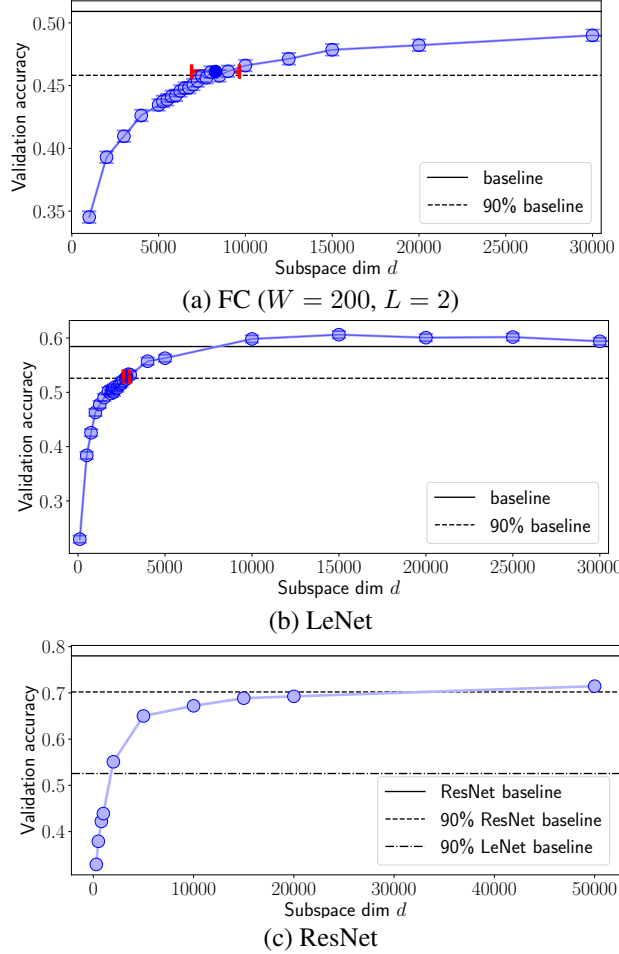 0.50
0.45
0.40
0.35
Validation accuracy
baseline
90% baseline
0 5000 10000 15000 20000 25000 30000
Subspace dim d
(a) FC (W = 200, L = 2)
0.6
0.5
0.4
0.3
Validation accuracy
baseline
90% baseline
0 5000 10000 15000 20000 25000 30000
Subspace dim d
(b) LeNet
0.8
0.7
0.6
0.5
0.4
Validation accuracy
ResNet baseline
90% ResNet baseline
90% LeNet baseline
0 10000 20000 30000 40000 50000
Subspace dim d
(c) ResNet